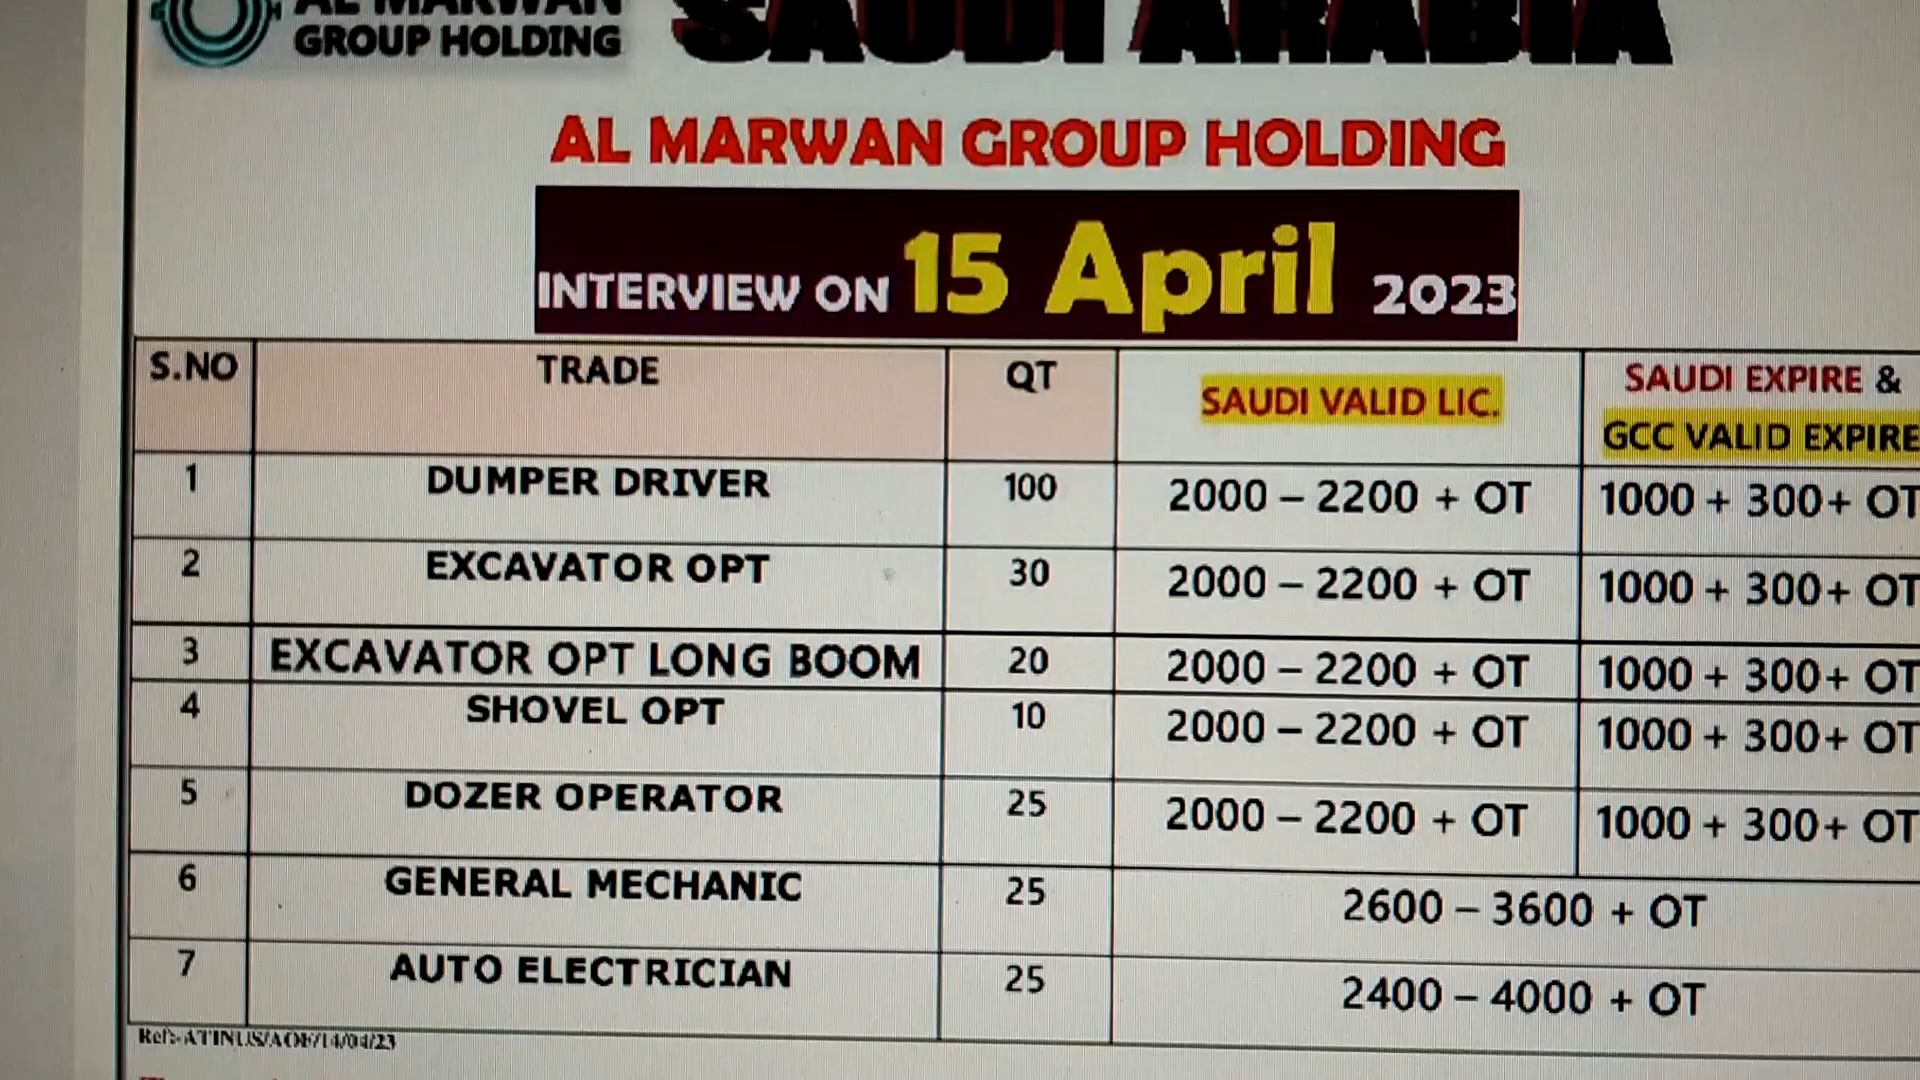 AL MARWAN
GROUP HOLDING
SAUDI ARABIA
AL MARWAN GROUP HOLDING
INTERVIEW ON 15 April 2023
S.NO TRADE QT SAUDI VALID LIC. SAUDI EXPIRE &
GCC VALID EXPIRE
1 DUMPER DRIVER 100 2000 – 2200 + OT 1000 + 300+ OT
2 EXCAVATOR OPT 30 2000 – 2200 + OT 1000 + 300+ OT
3 EXCAVATOR OPT LONG BOOM 20 2000 – 2200 + OT 1000 + 300+ OT
4 SHOVEL OPT 10 2000 – 2200 + OT 1000 + 300+ OT
5 DOZER OPERATOR 25 2000 – 2200 + OT 1000 + 300+ OT
6 GENERAL MECHANIC 25 2600 – 3600 + OT
7 AUTO ELECTRICIAN 25 2400 – 4000 + OT